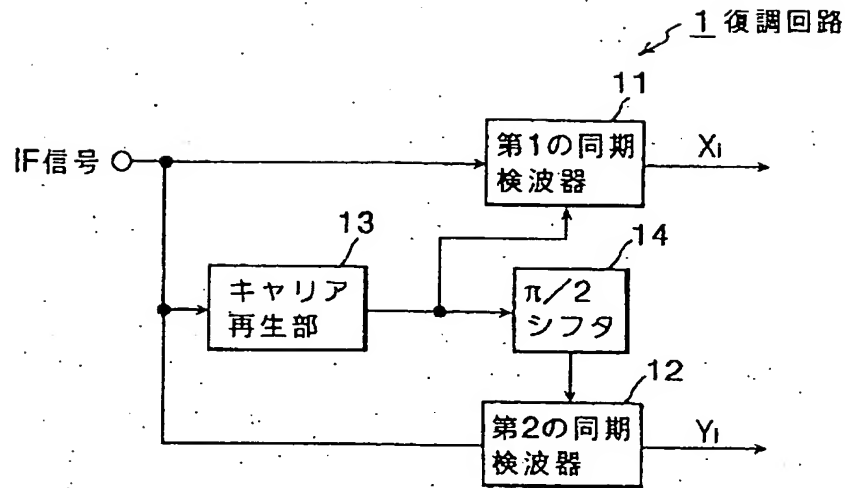 1 復調回路
11
第1の同期
検波器
XI
IF信号
13
キャリア
再生部
14
π/2
シフタ
12
第2の同期
検波器
YI